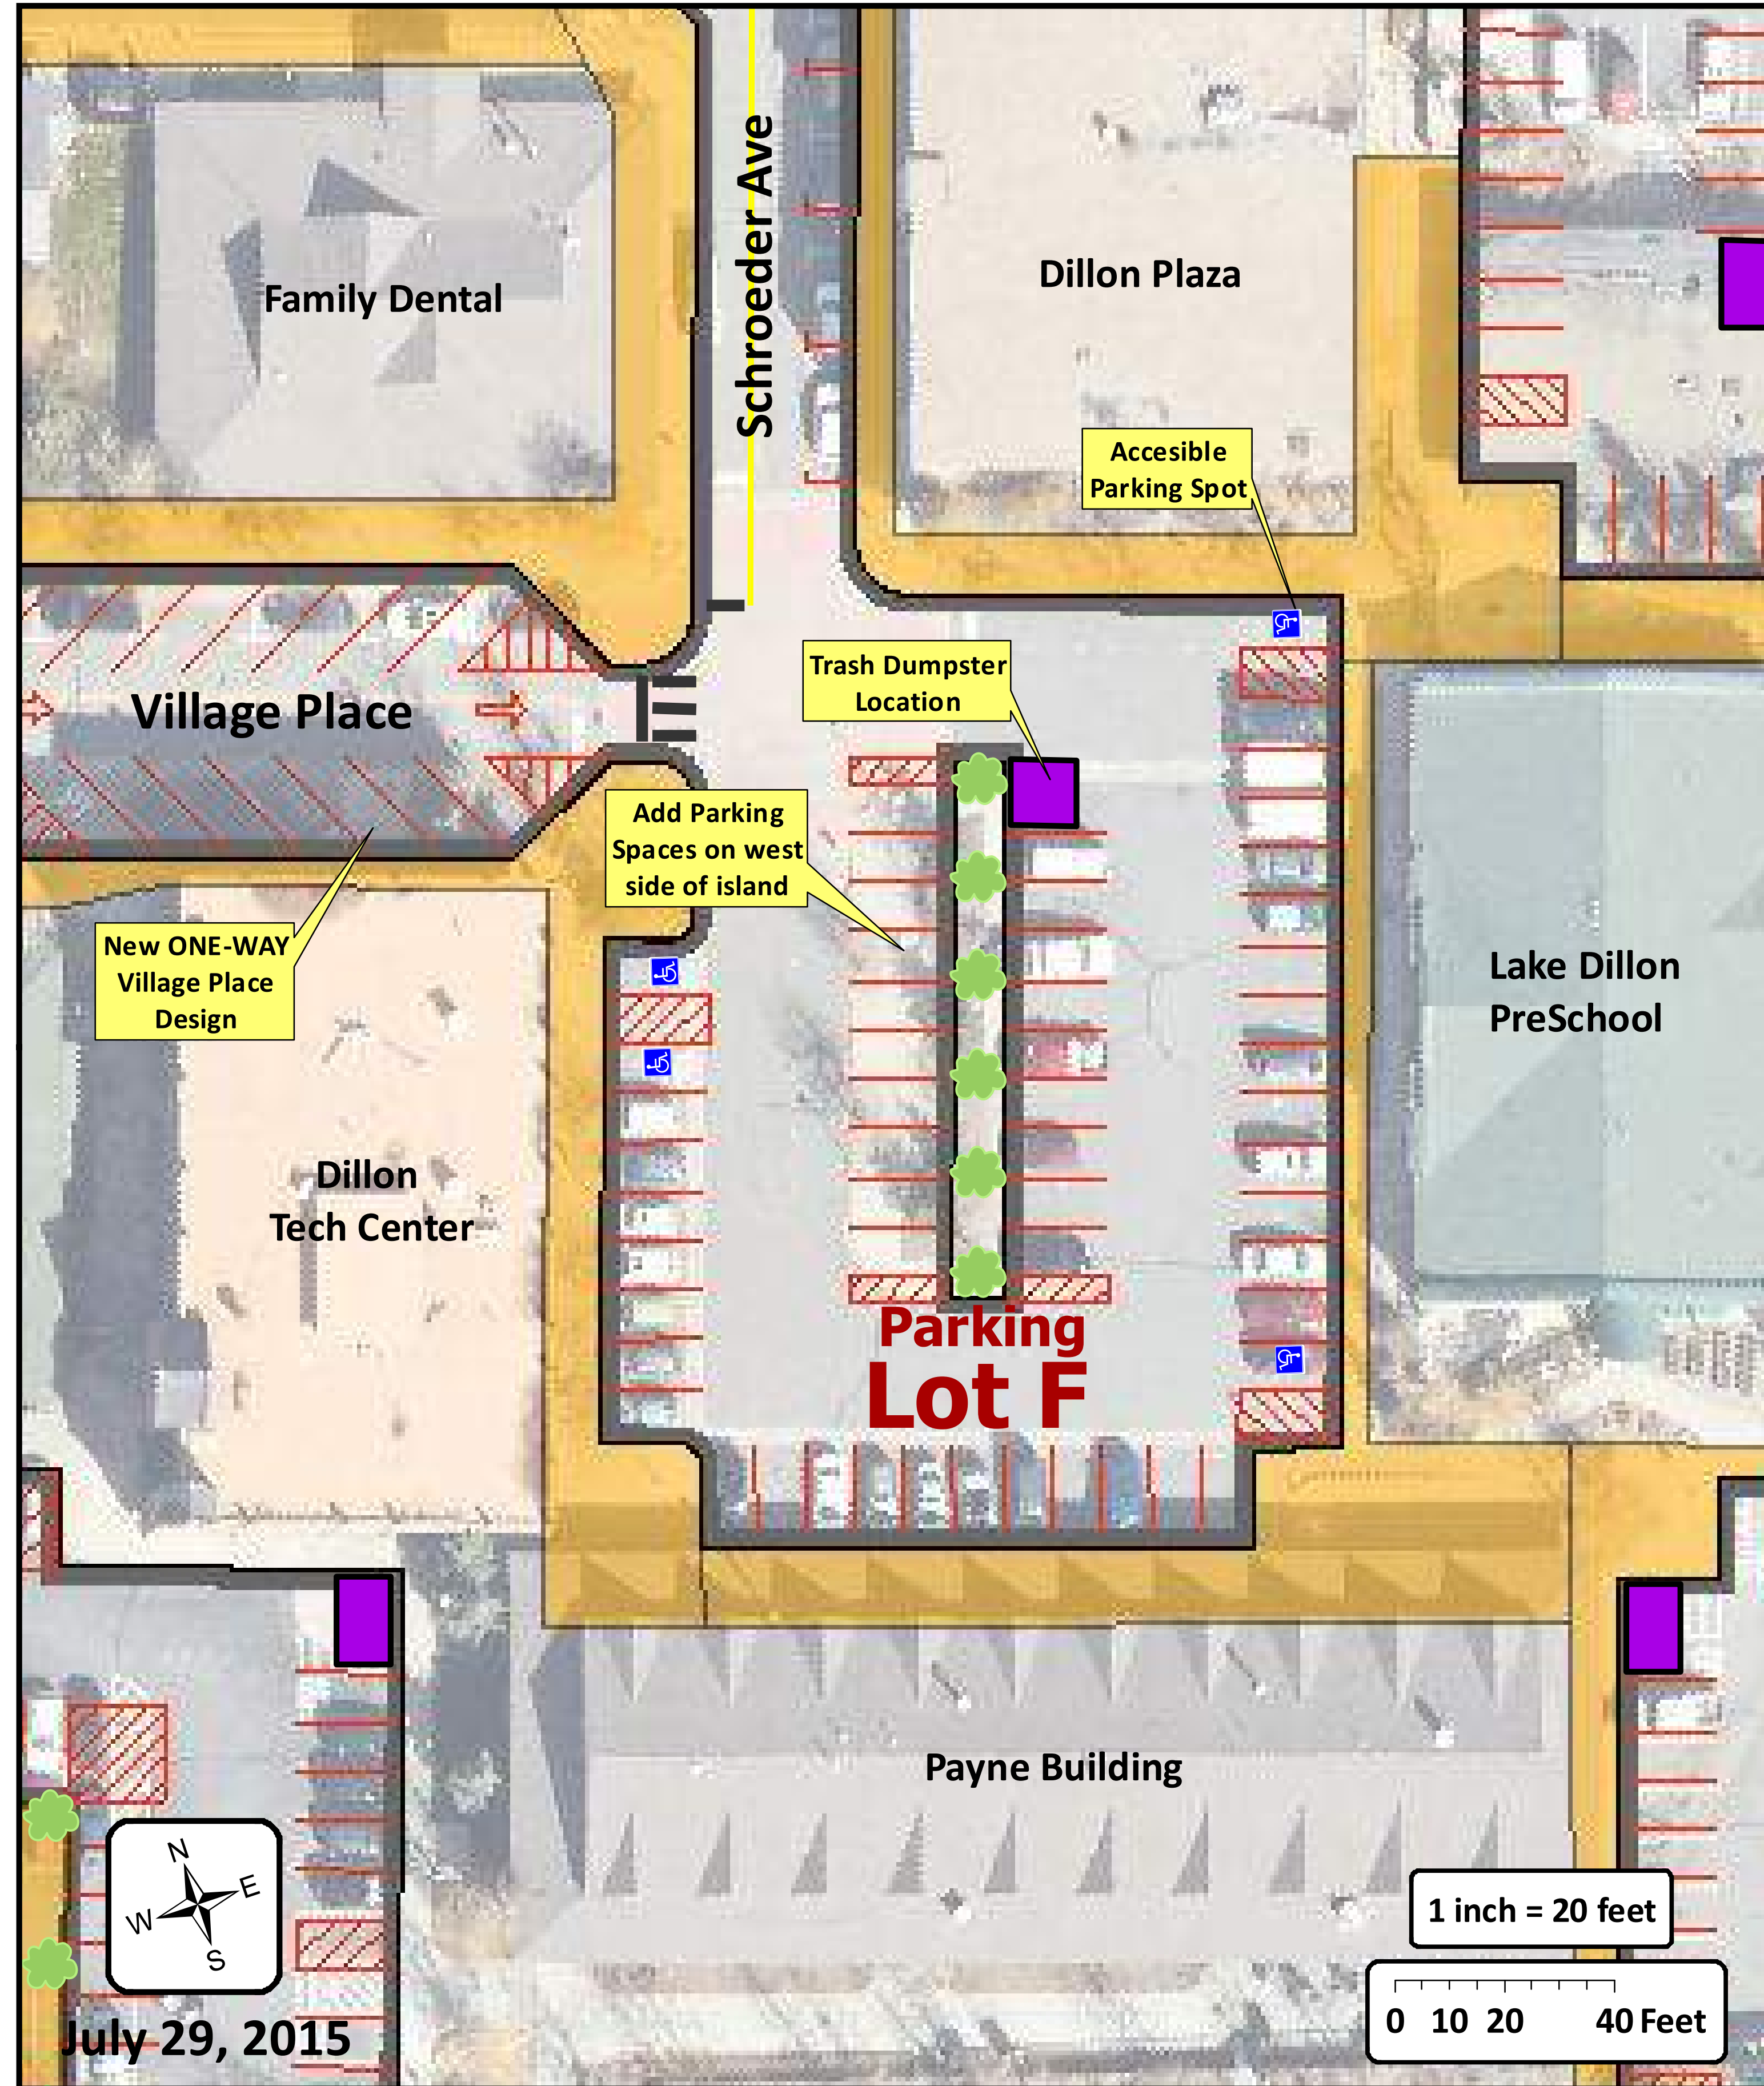 Schroeder Ave
Family Dental
Dillon Plaza
Accesible
Parking Spot
Trash Dumpster
Location
Village Place
Add Parking
Spaces on west
side of island
New ONE-WAY
Village Place
Design
Lake Dillon
PreSchool
Dillon
Tech Center
Parking
Lot F
Payne Building
N
E
W
S
1 inch = 20 feet
0 10 20 40 Feet
July 29, 2015